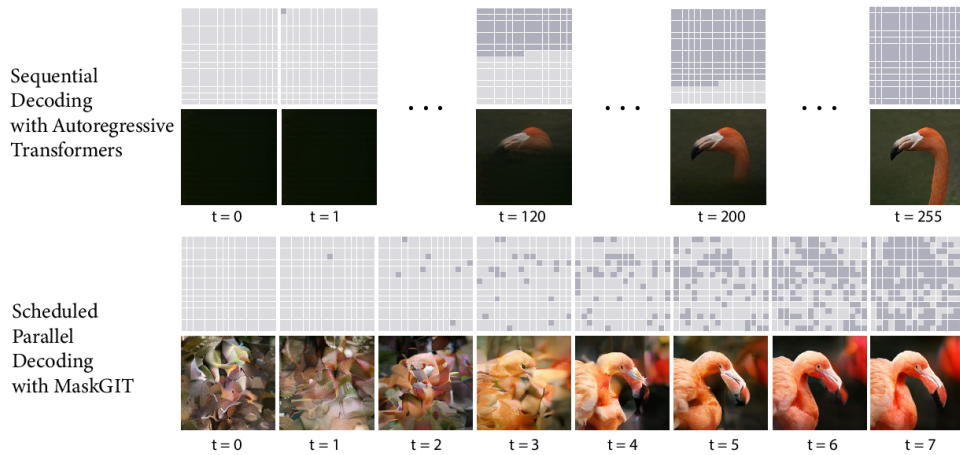 Sequential
Decoding
with Autoregressive
Transformers
. . .
. . .
. . .
t = 0
t = 1
t = 120
t = 200
t = 255
Scheduled
Parallel
Decoding
with MaskGIT
t = 0
t = 1
t = 2
t = 3
t = 4
t = 5
t = 6
t = 7